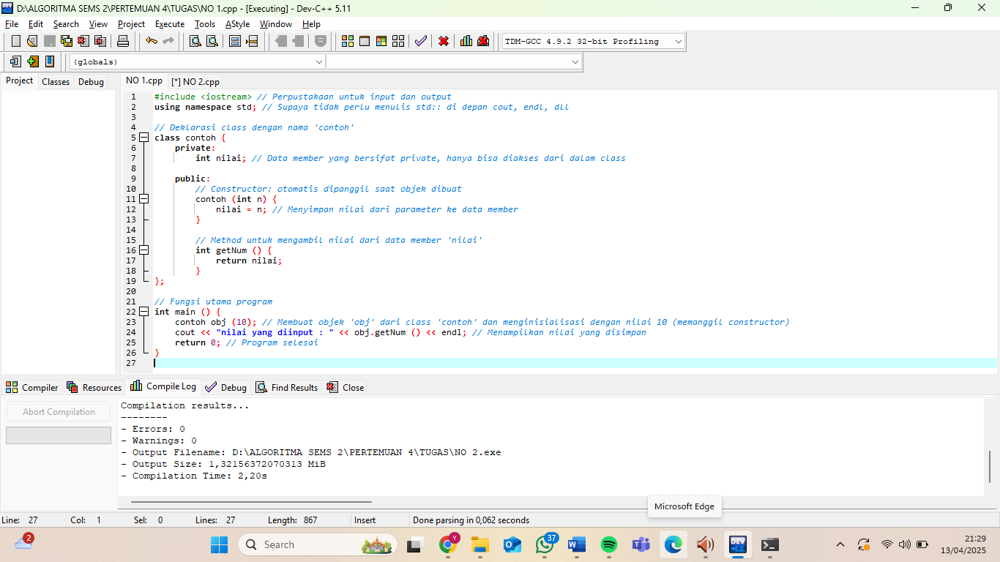 D:\ALGORITMA SEMS 2\PERTEMUAN 4\TUGAS\NO 1.cpp - [Executing] - Dev-C++ 5.11
File Edit Search View Project Execute Tools AStyle Window Help
TDM-GCC 4.9.2 32-bit Profiling
(globals)
Project Classes Debug NO 1.cpp [*] NO 2.cpp
1 #include <iostream> // Perpustakaan untuk input dan output
2 using namespace std; // Supaya tidak perlu menulis std:: di depan cout, endl, dll
3
4 // Deklarasi class dengan nama 'contoh'
5 class contoh {
6 private:
7 int nilai; // Data member yang bersifat private, hanya bisa diakses dari dalam class
8
9 public:
10 // Constructor: otomatis dipanggil saat objek dibuat
11 contoh (int n) {
12 nilai = n; // Menyimpan nilai dari parameter ke data member
13 }
14
15 // Method untuk mengambil nilai dari data member 'nilai'
16 int getNum () {
17 return nilai;
18 }
19 };
20
21 // Fungsi utama program
22 int main () {
23 contoh obj (10); // Membuat objek 'obj' dari class 'contoh' dan menginisialisasi dengan nilai 10 (memanggil constructor)
24 cout << "nilai yang diinput : " << obj.getNum () << endl; // Menampilkan nilai yang disimpan
25 return 0; // Program selesai
26 }
27
Compiler Resources Compile Log Debug Find Results Close
Abort Compilation
Compilation results...
--------
- Errors: 0
- Warnings: 0
- Output Filename: D:\ALGORITMA SEMS 2\PERTEMUAN 4\TUGAS\NO 2.exe
- Output Size: 1,32156372070313 MiB
- Compilation Time: 2,20s
Microsoft Edge
Line: 27 Col: 1 Sel: 0 Lines: 27 Length: 867 Insert Done parsing in 0,062 seconds
2
Search
Y
37
DEV
21:29
13/04/2025